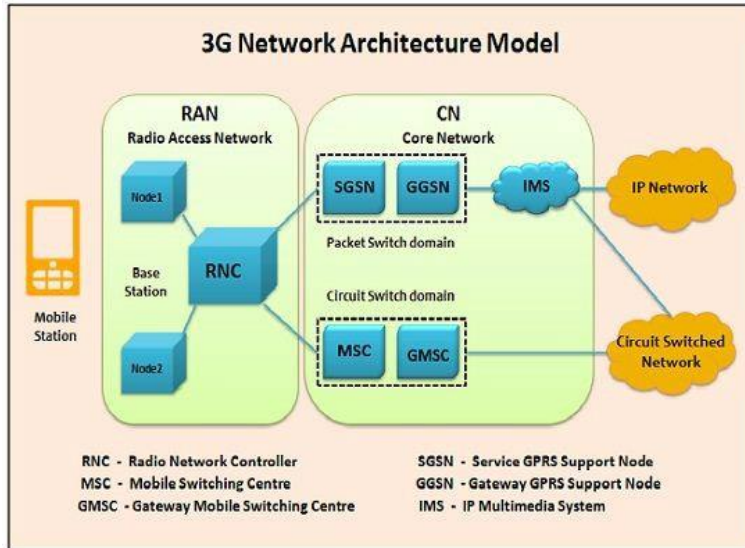 3G Network Architecture Model
RAN
Radio Access Network
CN
Core Network
Node1
SGSN
GGSN
IMS
IP Network
Packet Switch domain
RNC
Base
Station
Circuit Switch domain
Mobile
Station
Node2
MSC
GMSC
Circuit Switched
Network
RNC - Radio Network Controller
MSC - Mobile Switching Centre
GMSC - Gateway Mobile Switching Centre
SGSN - Service GPRS Support Node
GGSN - Gateway GPRS Support Node
IMS - IP Multimedia System